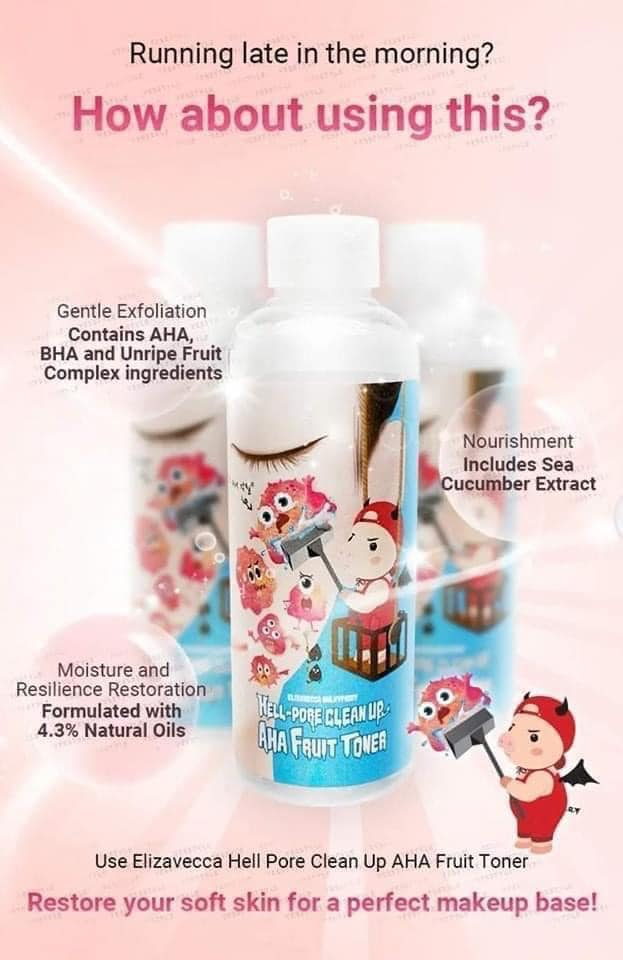 Running late in the morning?
How about using this?
Gentle Exfoliation
Contains AHA,
BHA and Unripe Fruit
Complex ingredients
Nourishment
Includes Sea
Cucumber Extract
Moisture and
Resilience Restoration
Formulated with
4.3% Natural Oils
ELIZAVECCA MILKYPIGGY
HELL-PORE CLEAN UP
AHA FRUIT TONER
Use Elizavecca Hell Pore Clean Up AHA Fruit Toner
Restore your soft skin for a perfect makeup base!